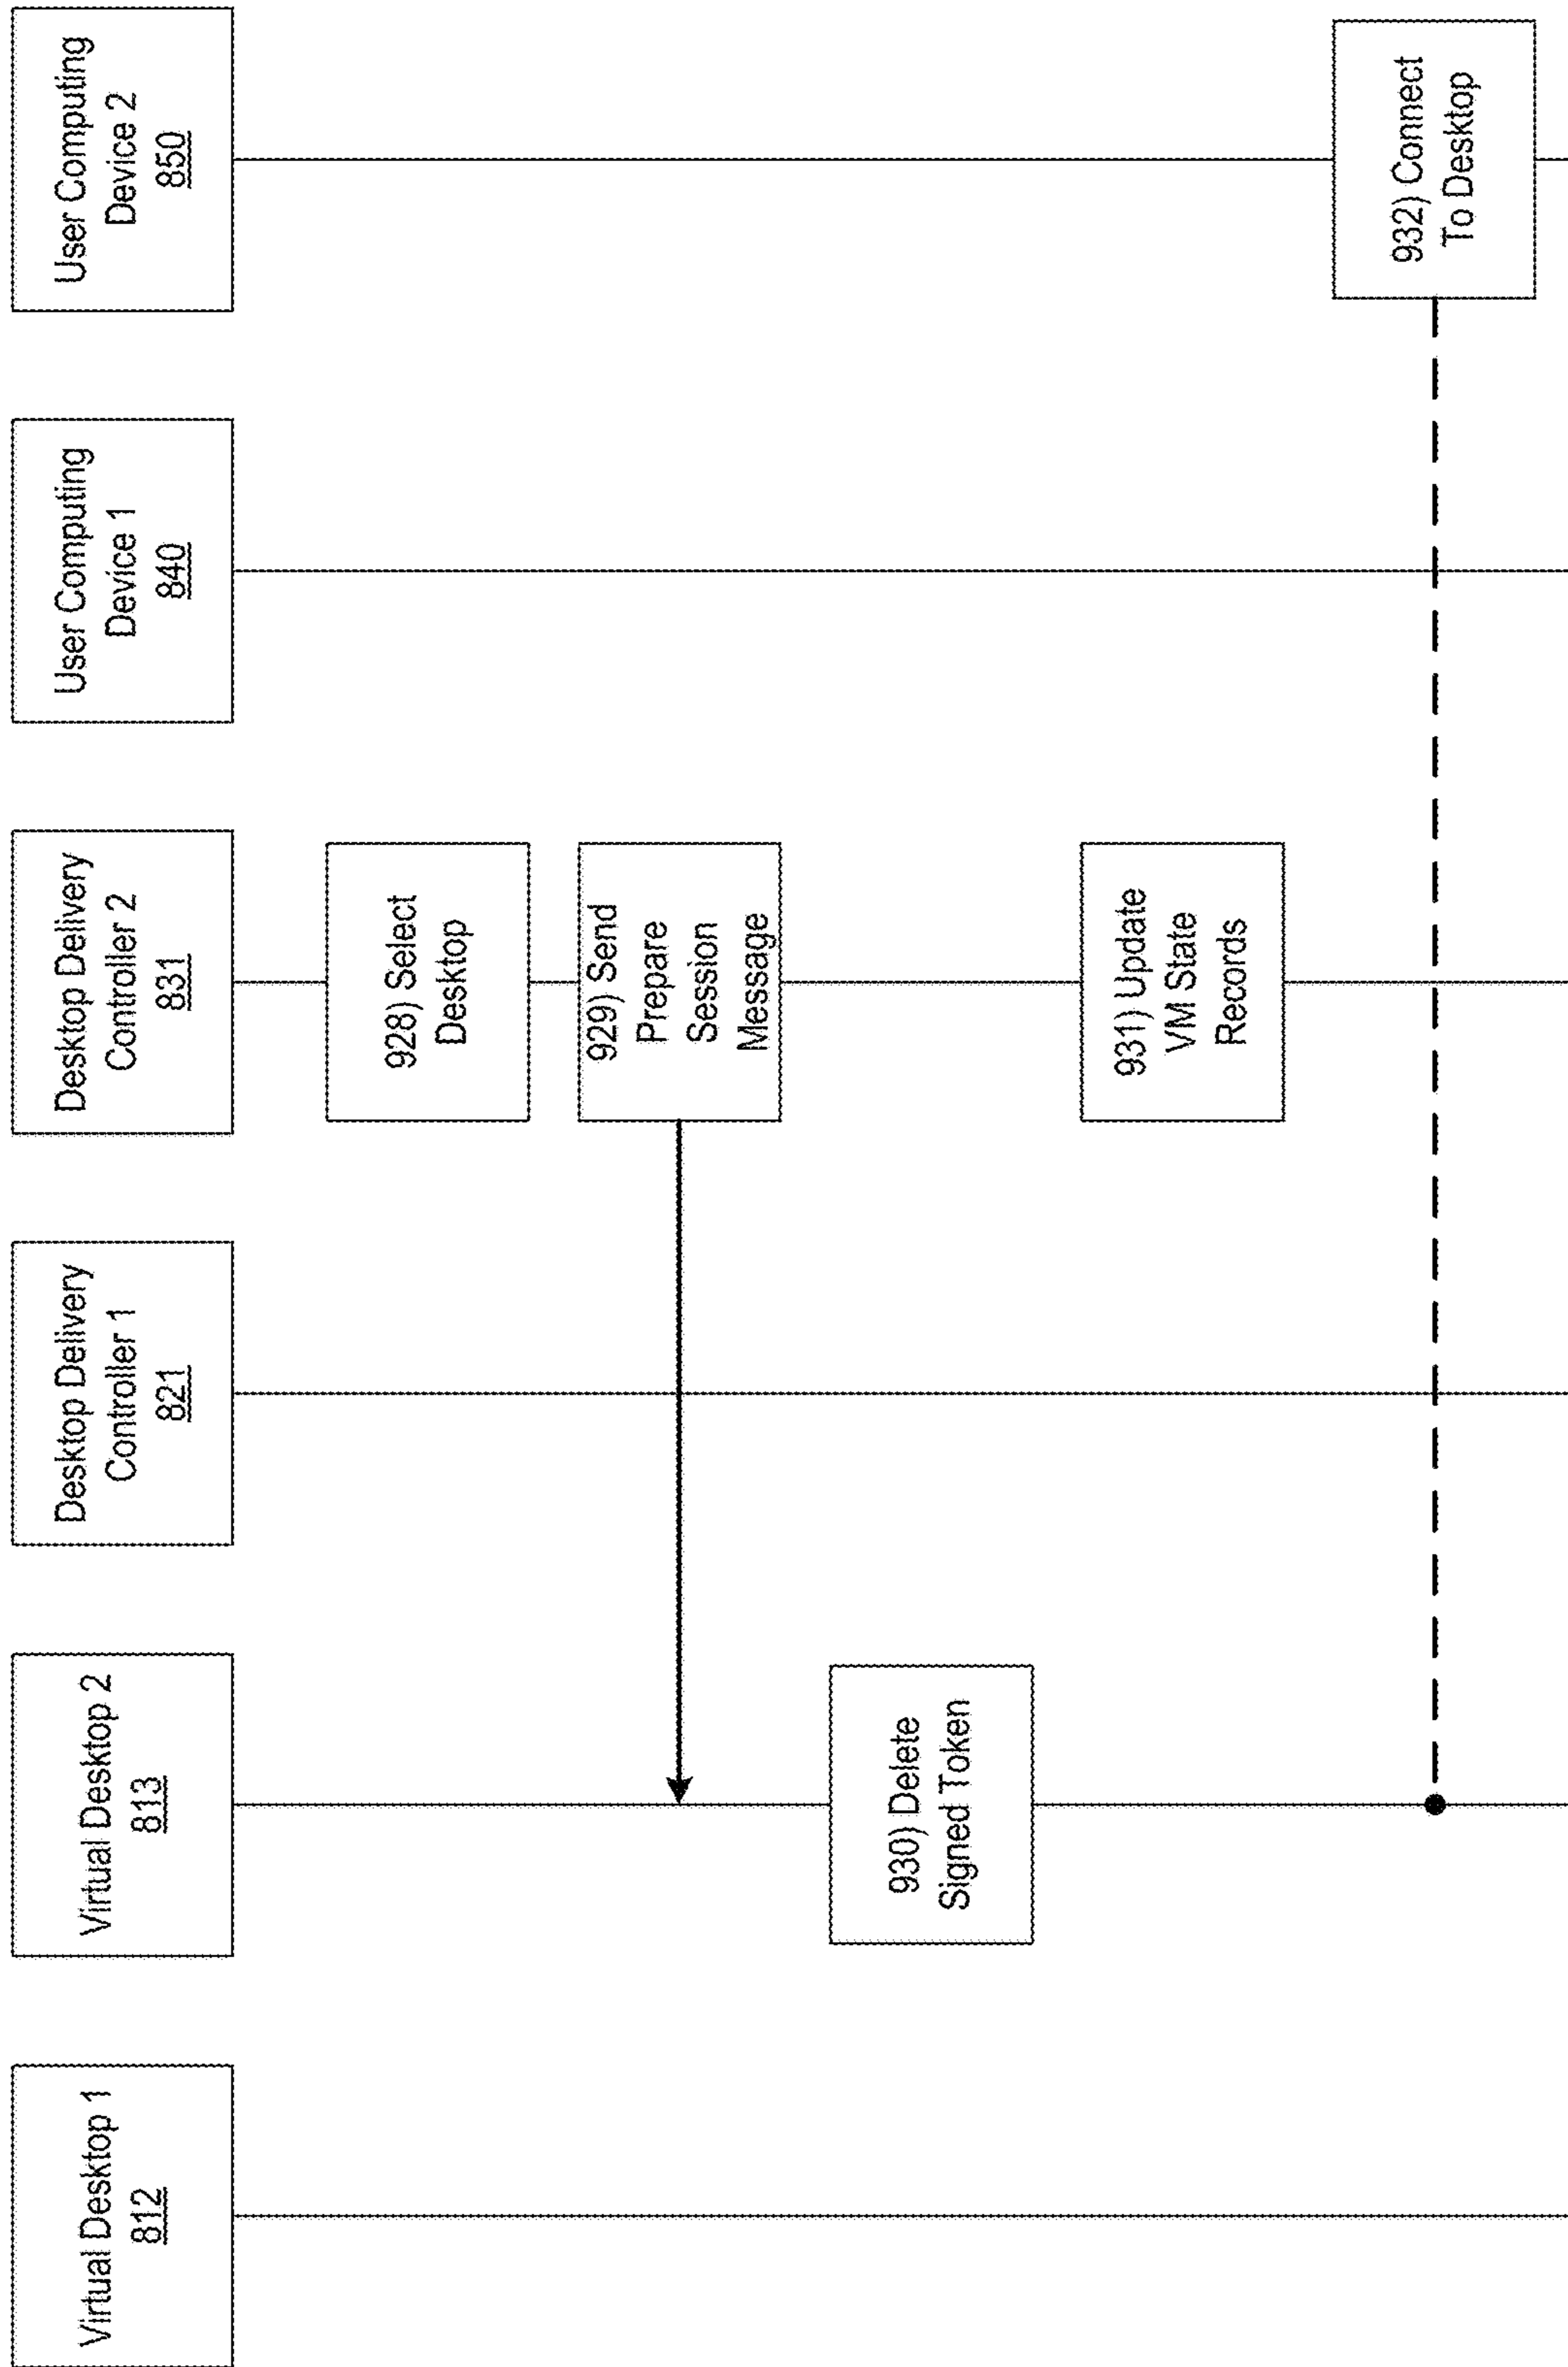 Virtual Desktop 1
812
Virtual Desktop 2
813
Desktop Delivery
Controller 1
821
Desktop Delivery
Controller 2
831
User Computing
Device 1
840
User Computing
Device 2
850
928) Select
Desktop
929) Send
Prepare
Session
Message
930) Delete
Signed Token
931) Update
VM State
Records
932) Connect
To Desktop